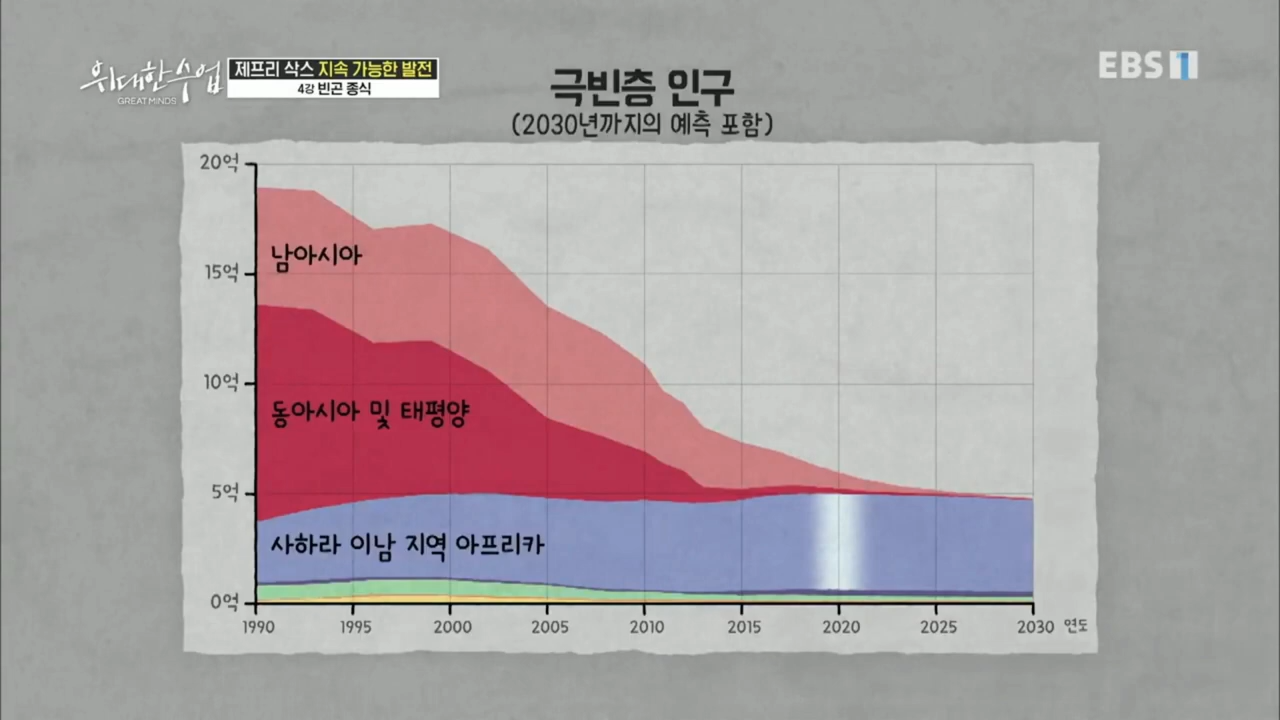 위대한수업
GREAT MINDS
제프리 삭스 지속 가능한 발전
4강 빈곤 종식
EBS1
극빈층 인구
(2030년까지의 예측 포함)
20억
15억
10억
5억
0억
남아시아
동아시아 및 태평양
사하라 이남 지역 아프리카
1990 1995 2000 2005 2010 2015 2020 2025 2030 연도